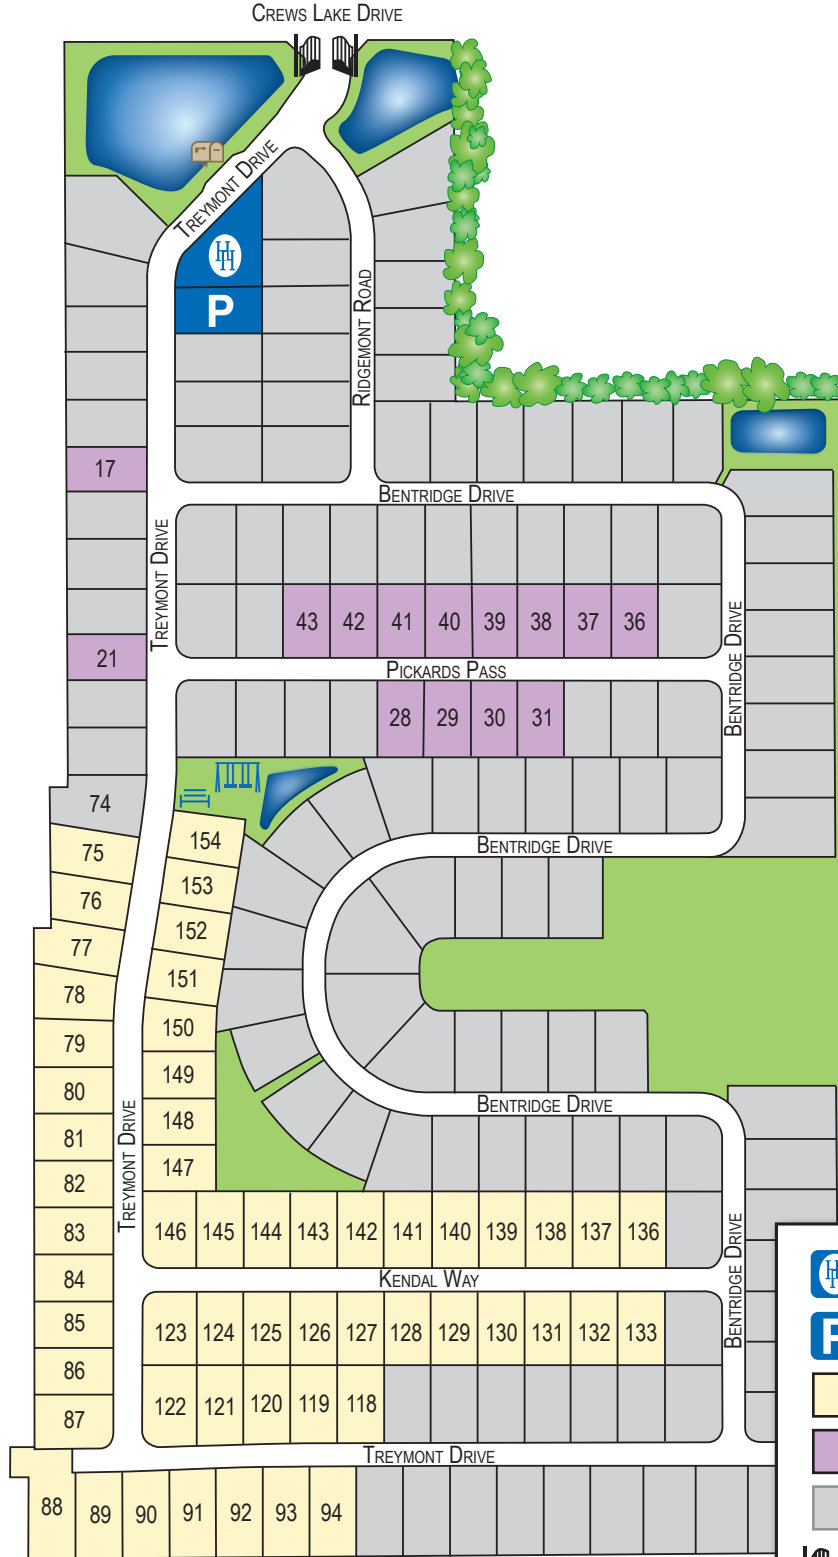 Crews Lake Drive
Treymont Drive
HH
P
Ridgemont Road
17
Bentridge Drive
Treymont Drive
43 42 41 40 39 38 37 36
Bentridge Drive
21
Pickards Pass
28 29 30 31
74
154
75
Bentridge Drive
153
76
152
77
151
78
150
79
149
80
Bentridge Drive
148
81
Treymont Drive
147
82
83
146 145 144 143 142 141 140 139 138 137 136
Bentridge Drive
84
Kendal Way
85
123 124 125 126 127 128 129 130 131 132 133
86
122 121 120 119 118
87
Treymont Drive
88 89 90 91 92 93 94